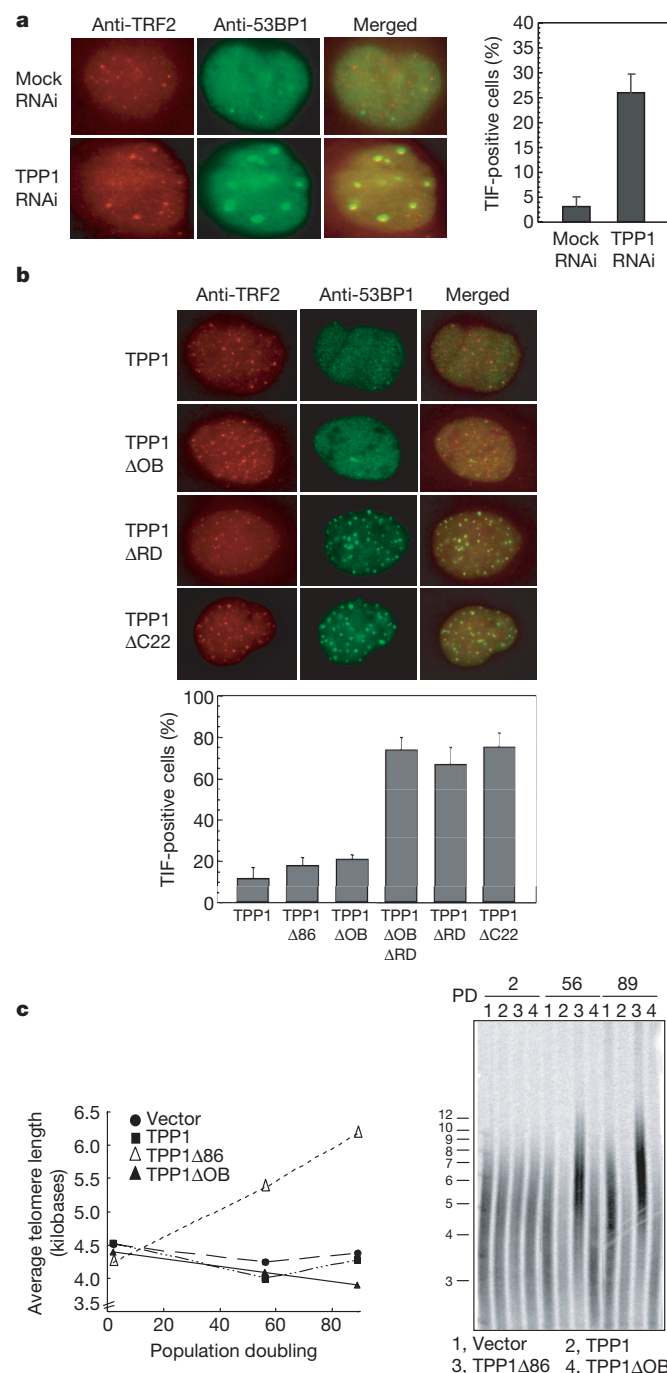 a
Anti-TRF2 Anti-53BP1 Merged
Mock
RNAi
TPP1
RNAi
TIF-positive cells (%)
40
35
30
25
20
15
10
5
0
Mock
RNAi
TPP1
RNAi
b
Anti-TRF2 Anti-53BP1 Merged
TPP1
TPP1
ΔOB
TPP1
ΔRD
TPP1
ΔC22
TIF-positive cells (%)
100
80
60
40
20
0
TPP1
TPP1
Δ86
TPP1
ΔOB
TPP1
ΔOB
ΔRD
TPP1
ΔRD
TPP1
ΔC22
c
Average telomere length
(kilobases)
6.5
6.0
5.5
5.0
4.5
4.0
3.5
Vector
TPP1
TPP1Δ86
TPP1ΔOB
0 20 40 60 80 100
Population doubling
PD 2 56 89
1 2 3 4 1 2 3 4 1 2 3 4
12
10
9
8
7
6
5
4
3
1, Vector 2, TPP1
3, TPP1Δ86 4, TPP1ΔOB